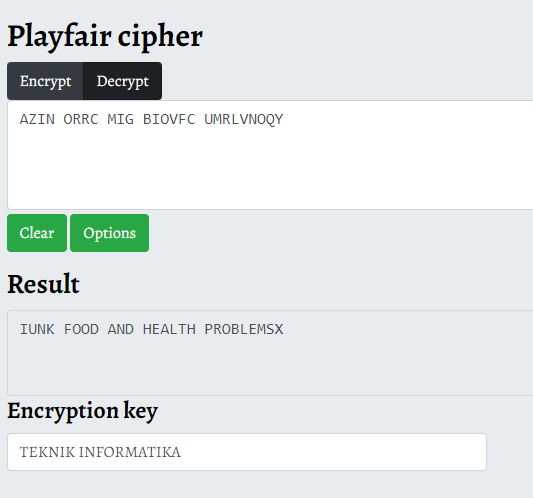 Playfair cipher
Encrypt Decrypt
AZIN ORRC MIG BIOVFC UMRLVNOQY
Clear Options
Result
IUNK FOOD AND HEALTH PROBLEMSX
Encryption key
TEKNIK INFORMATIKA